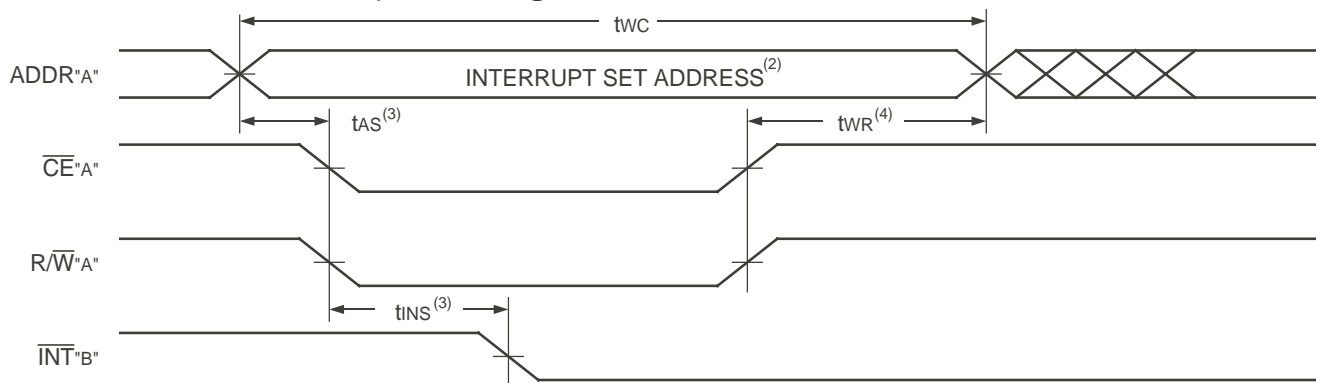 tWC
ADDR"A"
INTERRUPT SET ADDRESS(2)
tAS(3)
tWR(4)
CE"A"
R/W"A"
tINS(3)
INT"B"